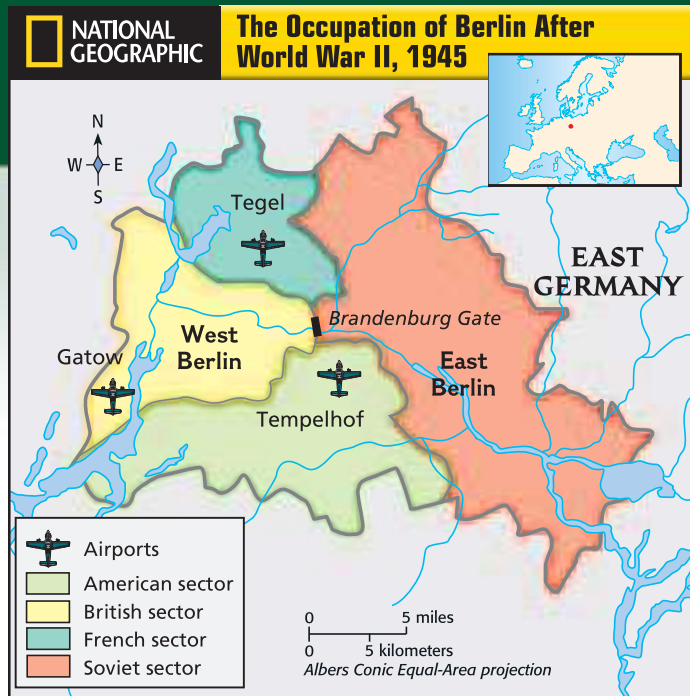 NATIONAL
GEOGRAPHIC
The Occupation of Berlin After
World War II, 1945
N
W E
S
Tegel
EAST
GERMANY
Brandenburg Gate
West
Berlin
Gatow
East
Berlin
Tempelhof
Airports
American sector
British sector
French sector
Soviet sector
0 5 miles
0 5 kilometers
Albers Conic Equal-Area projection